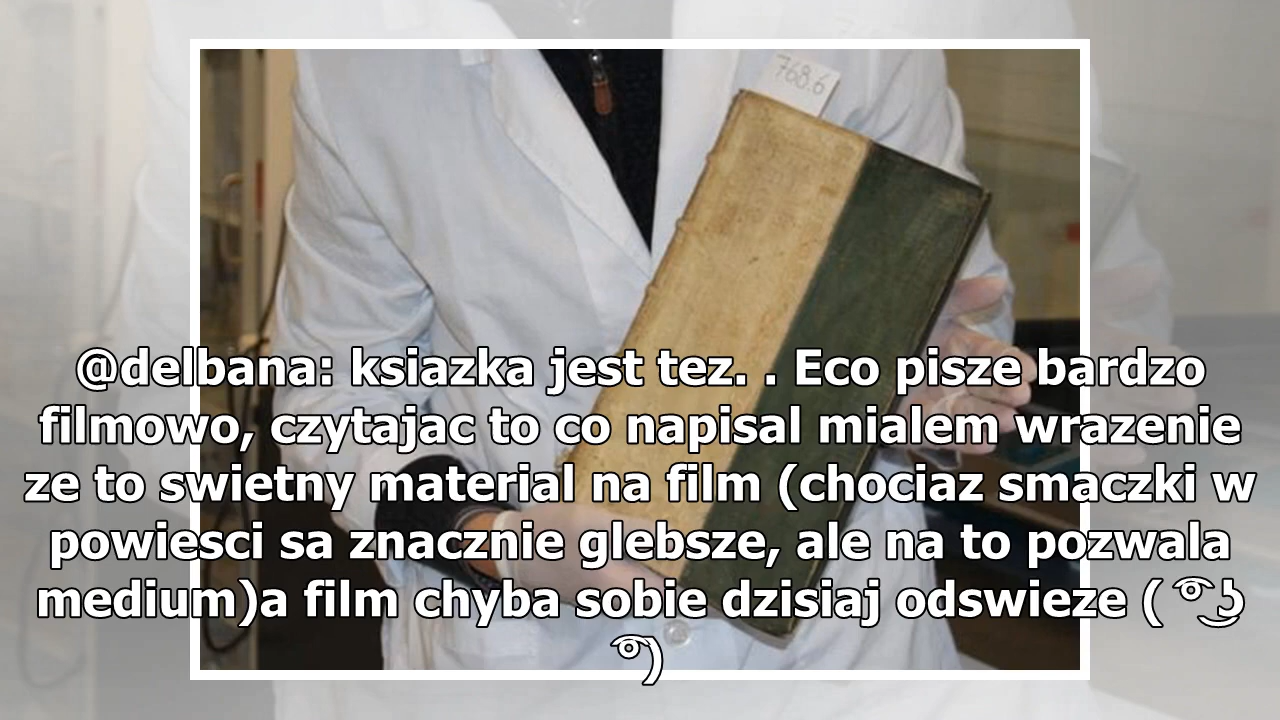 768.6
@delbana: ksiazka jest tez. . Eco pisze bardzo
filmowo, czytajac to co napisal mialem wrazenie
ze to swietny material na film (chociaz smaczki w
powiesci sa znacznie glebsze, ale na to pozwala
medium)a film chyba sobie dzisiaj odswieze ( ͡° ͜ʖ
͡°)